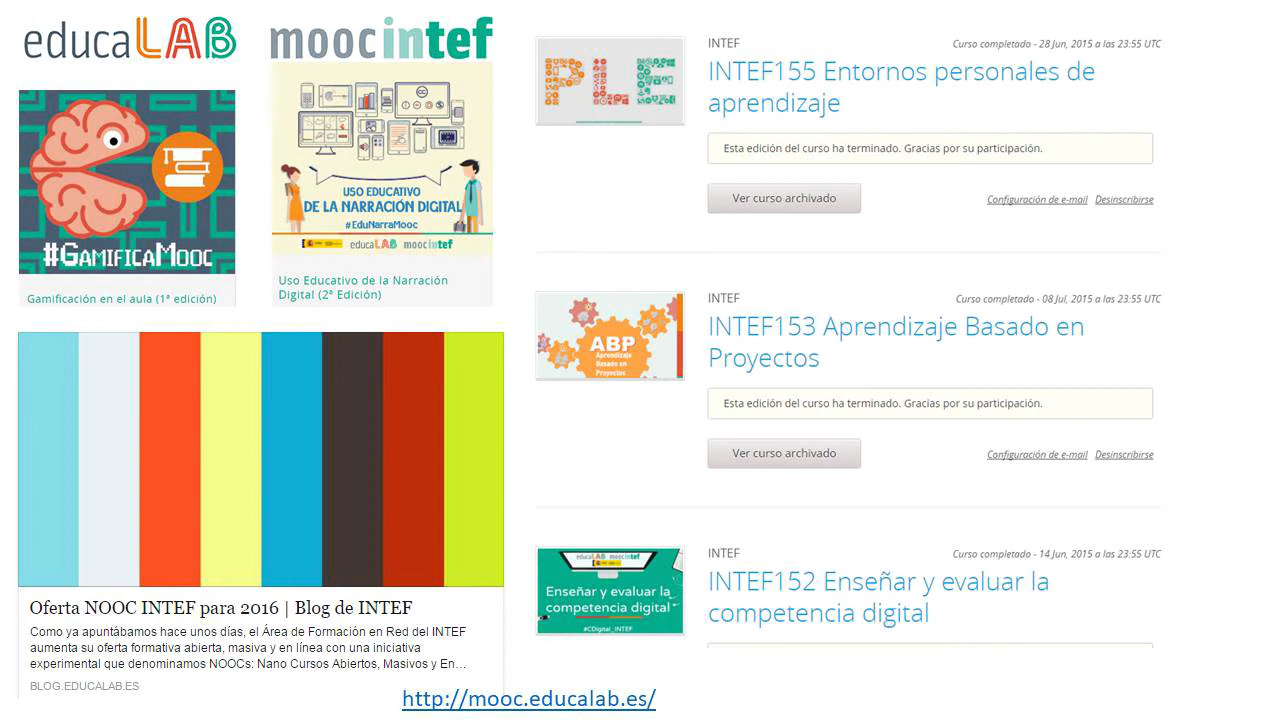 educaLAB
#GAMIFICAMOOC
Gamificación en el aula (1ª edición)
moocintef
USO EDUCATIVO
DE LA NARRACIÓN DIGITAL
#EduNarraMooc
educaLAB moocintef
Uso Educativo de la Narración
Digital (2ª Edición)
Oferta NOOC INTEF para 2016 | Blog de INTEF
Como ya apuntábamos hace unos días, el Área de Formación en Red del INTEF
aumenta su oferta formativa abierta, masiva y en línea con una iniciativa
experimental que denominamos NOOCs: Nano Cursos Abiertos, Masivos y En…
BLOG.EDUCALAB.ES
PLE
INTEF
Curso completado - 28 Jun, 2015 a las 23:55 UTC
INTEF155 Entornos personales de
aprendizaje
Esta edición del curso ha terminado. Gracias por su participación.
Ver curso archivado
Configuración de e-mail Desinscribirse
ABP
Aprendizaje
Basado en
Proyectos
INTEF
Curso completado - 08 Jul, 2015 a las 23:55 UTC
INTEF153 Aprendizaje Basado en
Proyectos
Esta edición del curso ha terminado. Gracias por su participación.
Ver curso archivado
Configuración de e-mail Desinscribirse
educaLAB moocintef
Enseñar y evaluar la
competencia digital
#CDigital_INTEF
INTEF
Curso completado - 14 Jun, 2015 a las 23:55 UTC
INTEF152 Enseñar y evaluar la
competencia digital
http://mooc.educalab.es/